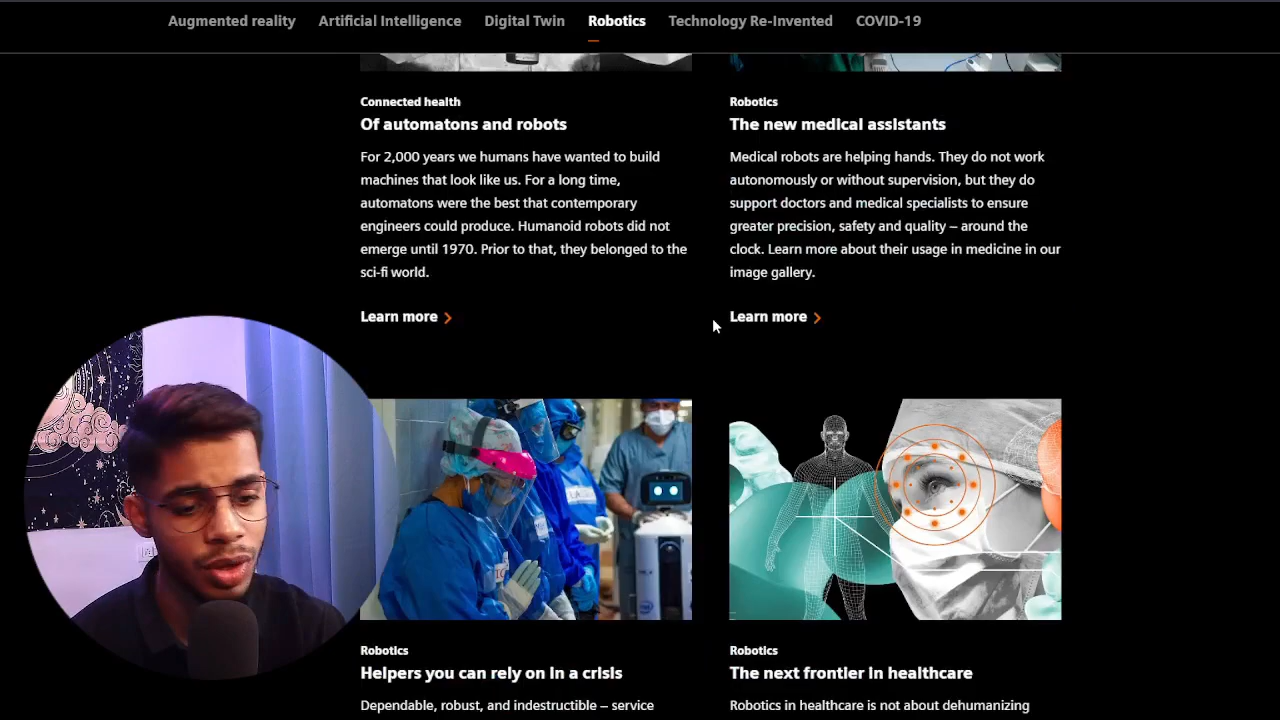 Augmented reality
Artificial Intelligence
Digital Twin
Robotics
Technology Re-Invented
COVID-19
Connected health
Of automatons and robots
For 2,000 years we humans have wanted to build
machines that look like us. For a long time,
automatons were the best that contemporary
engineers could produce. Humanoid robots did not
emerge until 1970. Prior to that, they belonged to the
sci-fi world.
Learn more
Robotics
The new medical assistants
Medical robots are helping hands. They do not work
autonomously or without supervision, but they do
support doctors and medical specialists to ensure
greater precision, safety and quality – around the
clock. Learn more about their usage in medicine in our
image gallery.
Learn more
Robotics
Helpers you can rely on in a crisis
Dependable, robust, and indestructible – service
Robotics
The next frontier in healthcare
Robotics in healthcare is not about dehumanizing